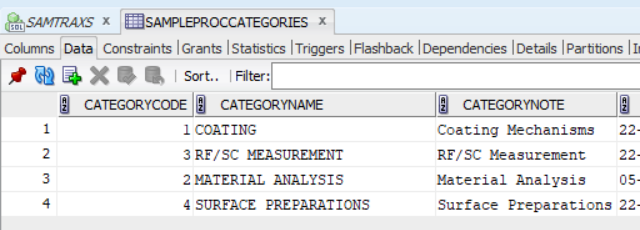 SAMTRAXS x SAMPLEPROCCATEGORIES x
Columns Data Constraints | Grants | Statistics | Triggers | Flashback | Dependencies | Details | Partitions |
Sort.. Filter:
CATEGORYCODE CATEGORYNAME CATEGORYNOTE
1 1 COATING Coating Mechanisms 22-
2 3 RF/SC MEASUREMENT RF/SC Measurement 22-
3 2 MATERIAL ANALYSIS Material Analysis 05-
4 4 SURFACE PREPARATIONS Surface Preparations 22-